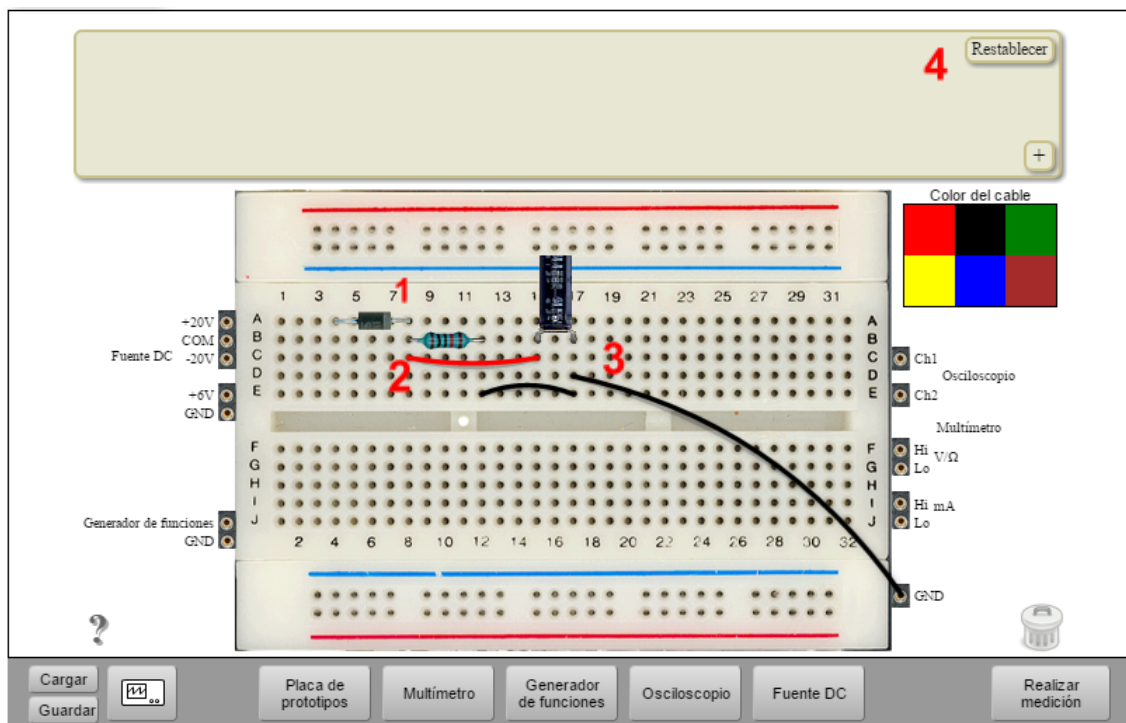 4
Restablecer
+
Color del cable
1 3 5 7 9 11 13 1 17 19 21 23 25 27 29 31
1
A A
B B
C C
D D
E E
2
3
+20V
COM
Fuente DC -20V
+6V
GND
Ch1
Osciloscopio
Ch2
Multímetro
F F
G G
H H
I I
J J
Hi V/Ω
Lo
Hi mA
Lo
Generador de funciones
GND
2 4 6 8 10 12 14 16 18 20 22 24 26 28 30 32
GND
?
Cargar
Guardar
Placa de
prototipos
Multímetro
Generador
de funciones
Osciloscopio
Fuente DC
Realizar
medición